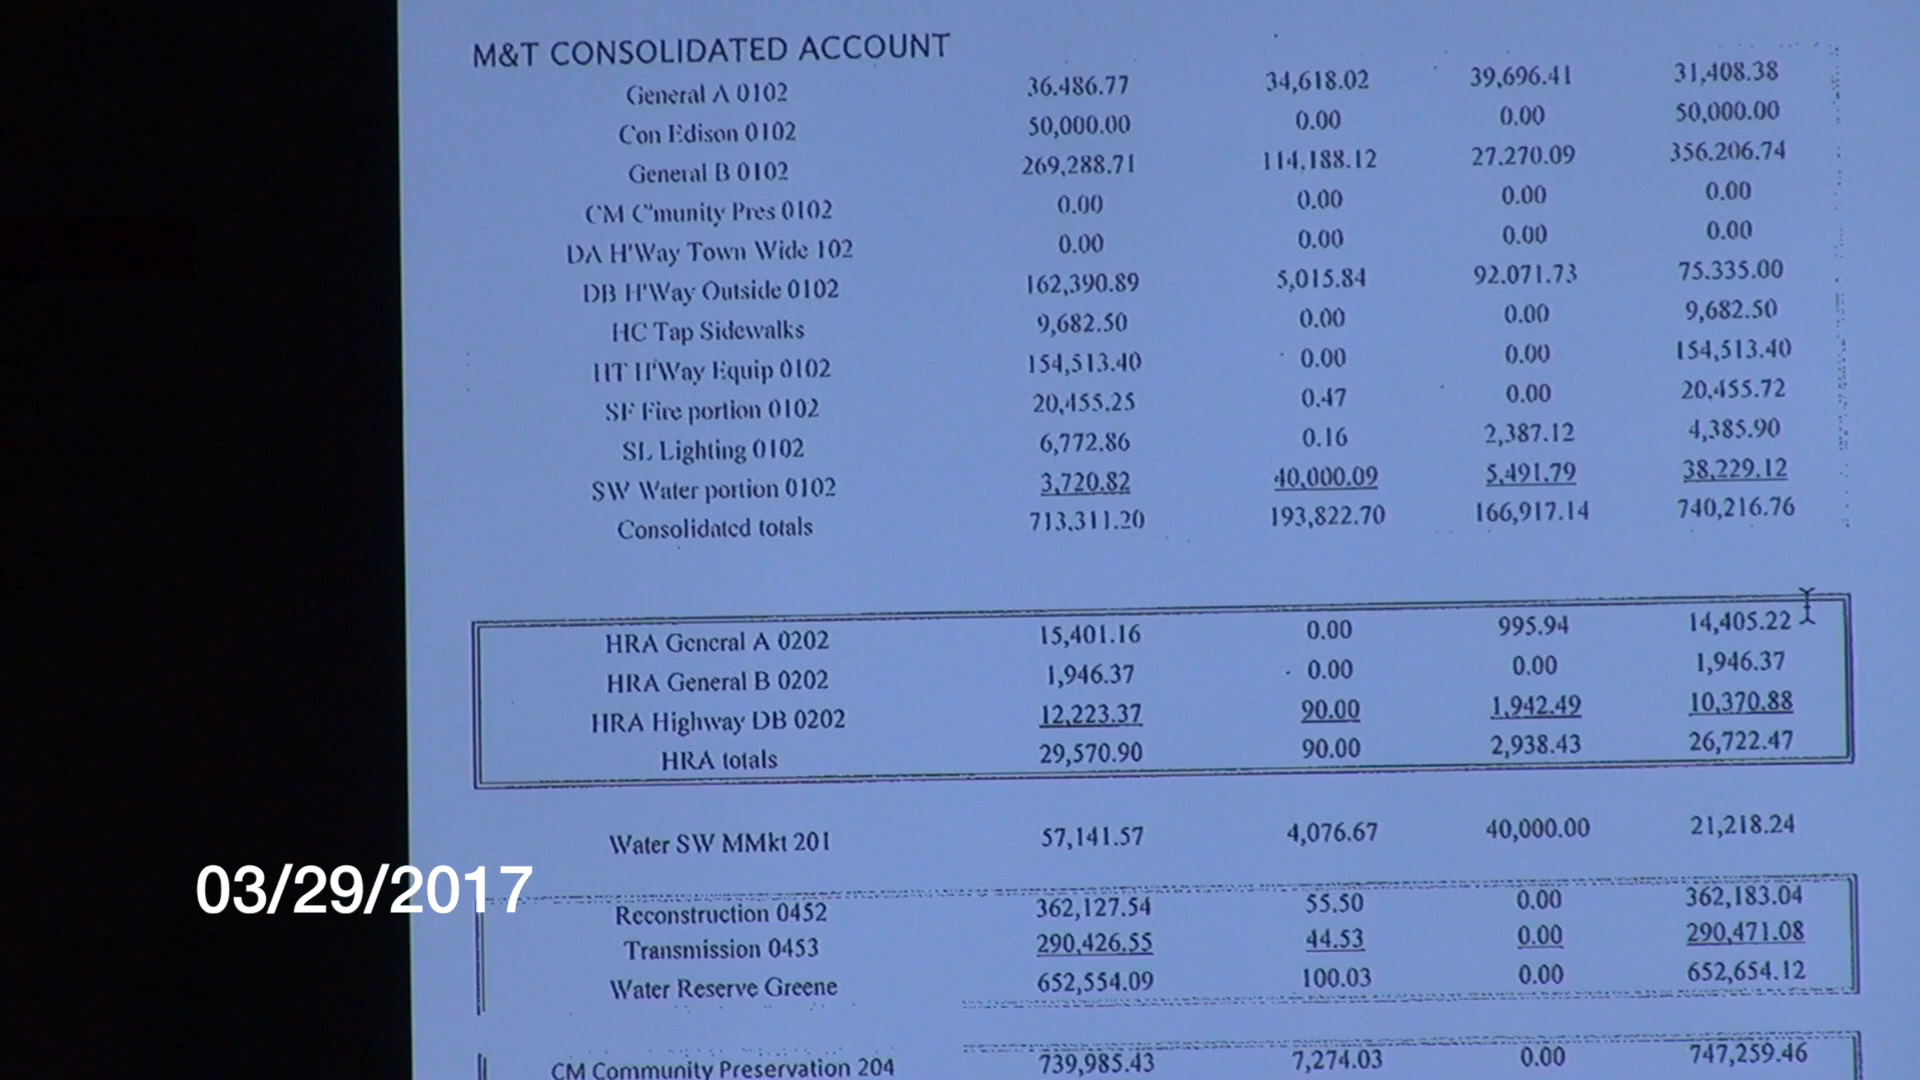 M&T CONSOLIDATED ACCOUNT
General A 0102 36.486.77 34,618.02 39,696.41 31,408.38
Con Edison 0102 50,000.00 0.00 0.00 50,000.00
General B 0102 269,288.71 114,188.12 27.270.09 356.206.74
CM C'munity Pres 0102 0.00 0.00 0.00 0.00
DA H'Way Town Wide 102 0.00 0.00 0.00 0.00
DB H'Way Outside 0102 162,390.89 5,015.84 92.071.73 75.335.00
HC Tap Sidewalks 9,682.50 0.00 0.00 9,682.50
HT H'Way Equip 0102 154,513.40 0.00 0.00 154,513.40
SF Fire portion 0102 20,455.25 0.47 0.00 20,455.72
SL Lighting 0102 6,772.86 0.16 2,387.12 4,385.90
SW Water portion 0102 3,720.82 40,000.09 5,491.79 38,229.12
Consolidated totals 713,311.20 193,822.70 166,917.14 740,216.76
HRA General A 0202 15,401.16 0.00 995.94 14,405.22
HRA General B 0202 1,946.37 0.00 0.00 1,946.37
HRA Highway DB 0202 12,223.37 90.00 1,942.49 10,370.88
HRA totals 29,570.90 90.00 2,938.43 26,722.47
Water SW MMkt 201 57,141.57 4,076.67 40,000.00 21,218.24
03/29/2017
Reconstruction 0452 362,127.54 55.50 0.00 362,183.04
Transmission 0453 290,426.55 44.53 0.00 290,471.08
Water Reserve Greene 652,554.09 100.03 0.00 652,654.12
CM Community Preservation 204 739,985.43 7,274.03 0.00 747,259.46